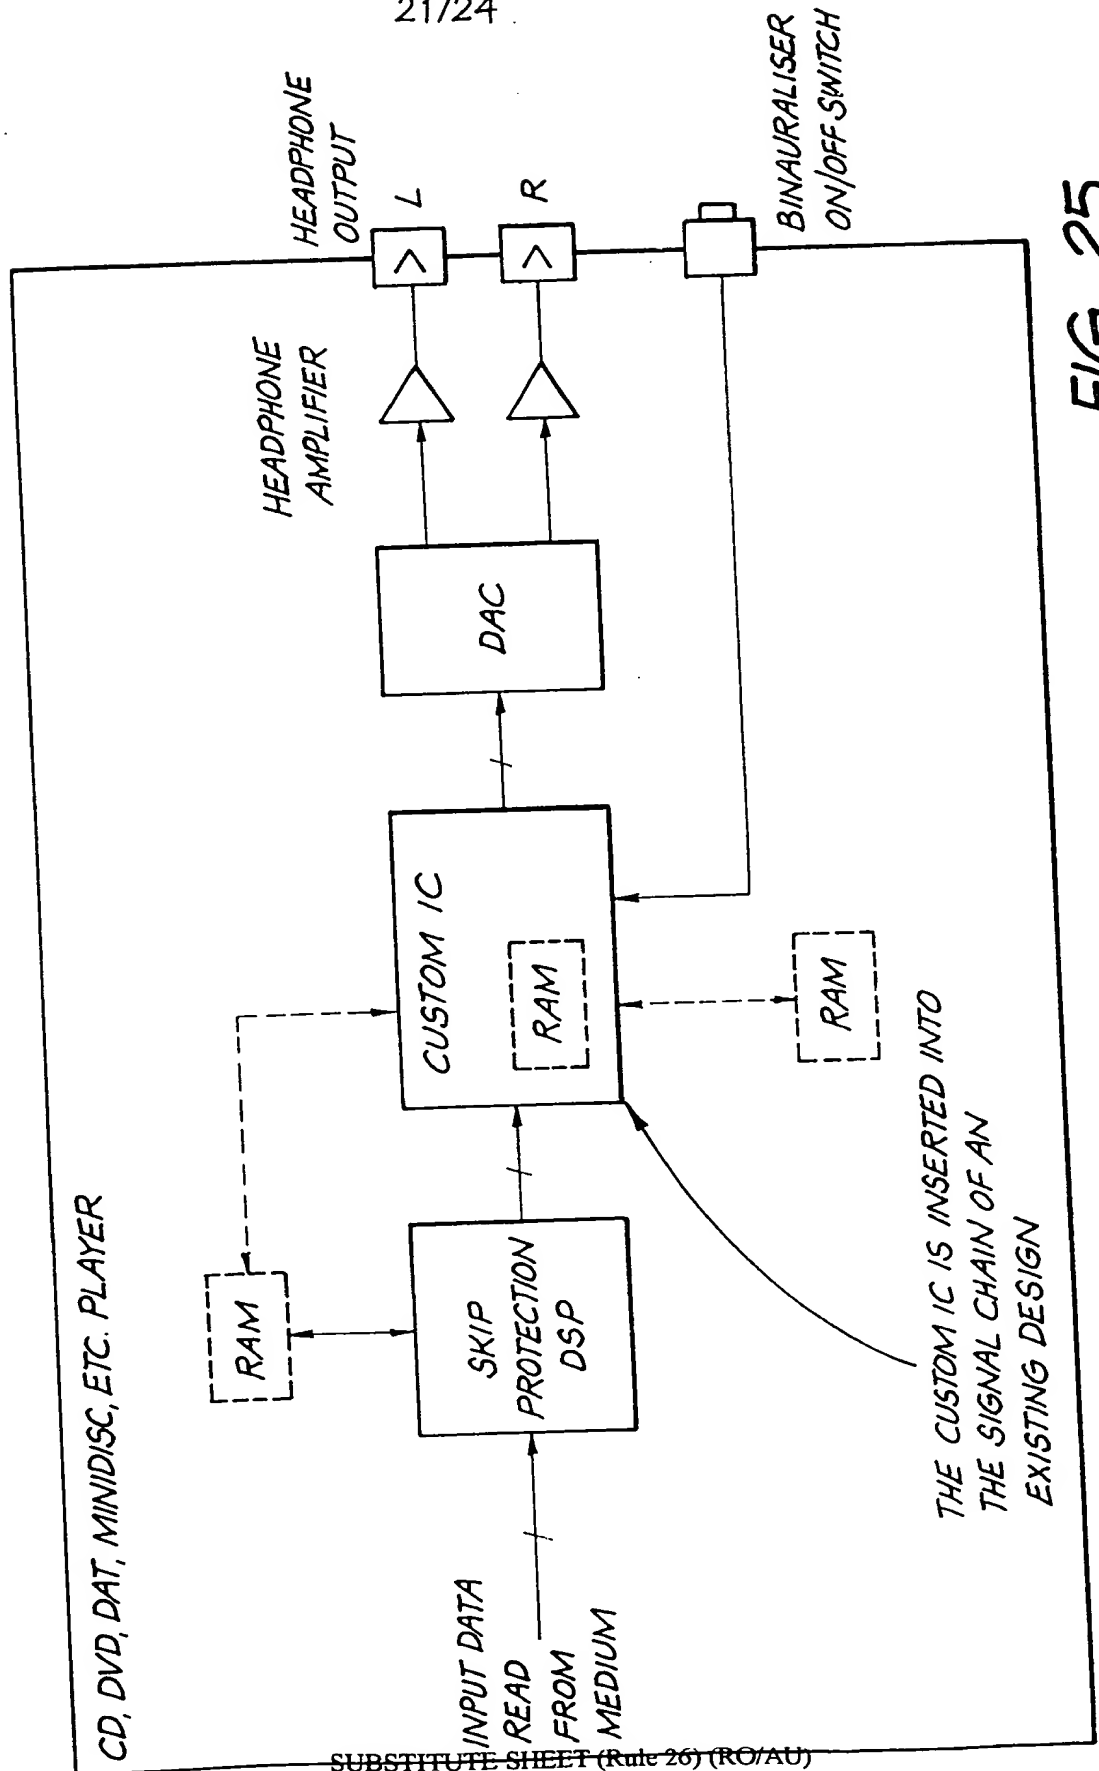 21/24
CD, DVD, DAT, MINIDISC, ETC. PLAYER
INPUT DATA
READ
FROM
MEDIUM
RAM
SKIP
PROTECTION
DSP
CUSTOM IC
RAM
RAM
DAC
HEADPHONE
AMPLIFIER
HEADPHONE
OUTPUT
L
R
BINAURALISER
ON/OFF SWITCH
THE CUSTOM IC IS INSERTED INTO
THE SIGNAL CHAIN OF AN
EXISTING DESIGN
FIG. 25
SUBSTITUTE SHEET (Rule 26) (RO/AU)